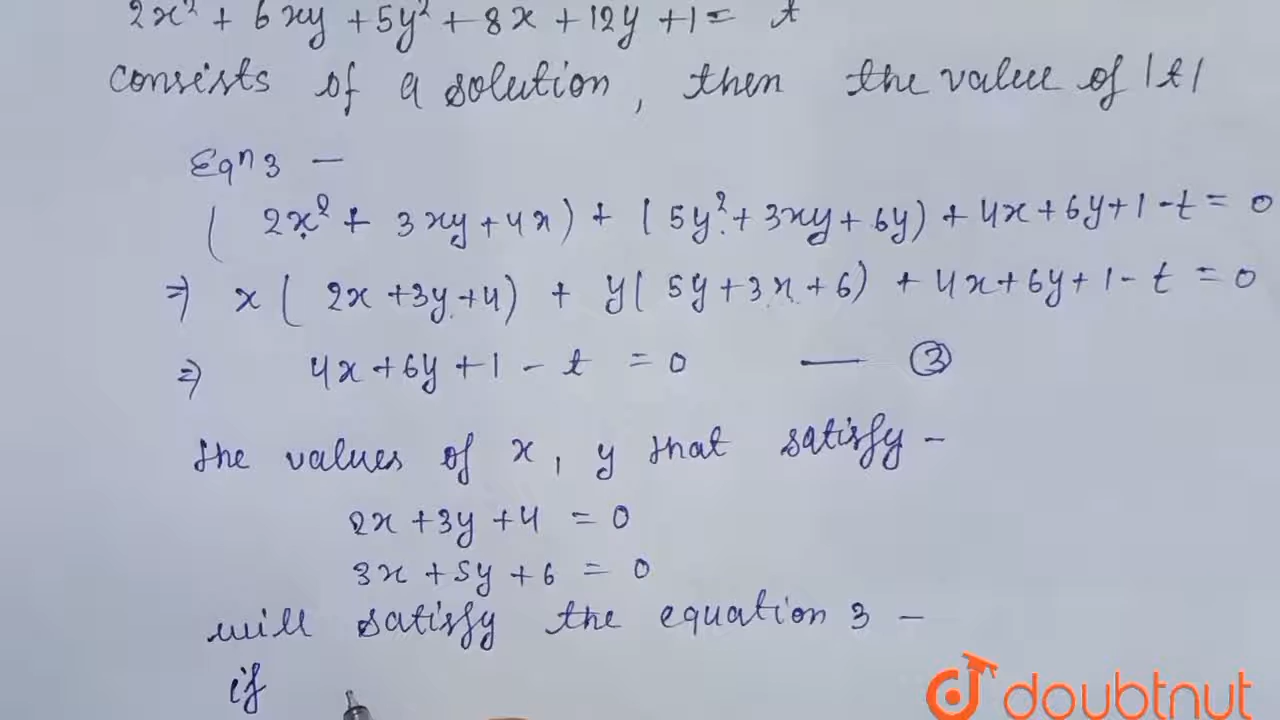 2x² + 6xy + 5y² + 8x + 12y + 1 = t
consists of a solution, then the value of |t|
Eqⁿ 3 -
(2x² + 3xy + 4x) + (5y² + 3xy + 6y) + 4x + 6y + 1 - t = 0
⇒ x(2x + 3y + 4) + y(5y + 3x + 6) + 4x + 6y + 1 - t = 0
⇒ 4x + 6y + 1 - t = 0 — ③
the values of x, y that satisfy -
2x + 3y + 4 = 0
3x + 5y + 6 = 0
will satisfy the equation 3 -
if
doubtnut